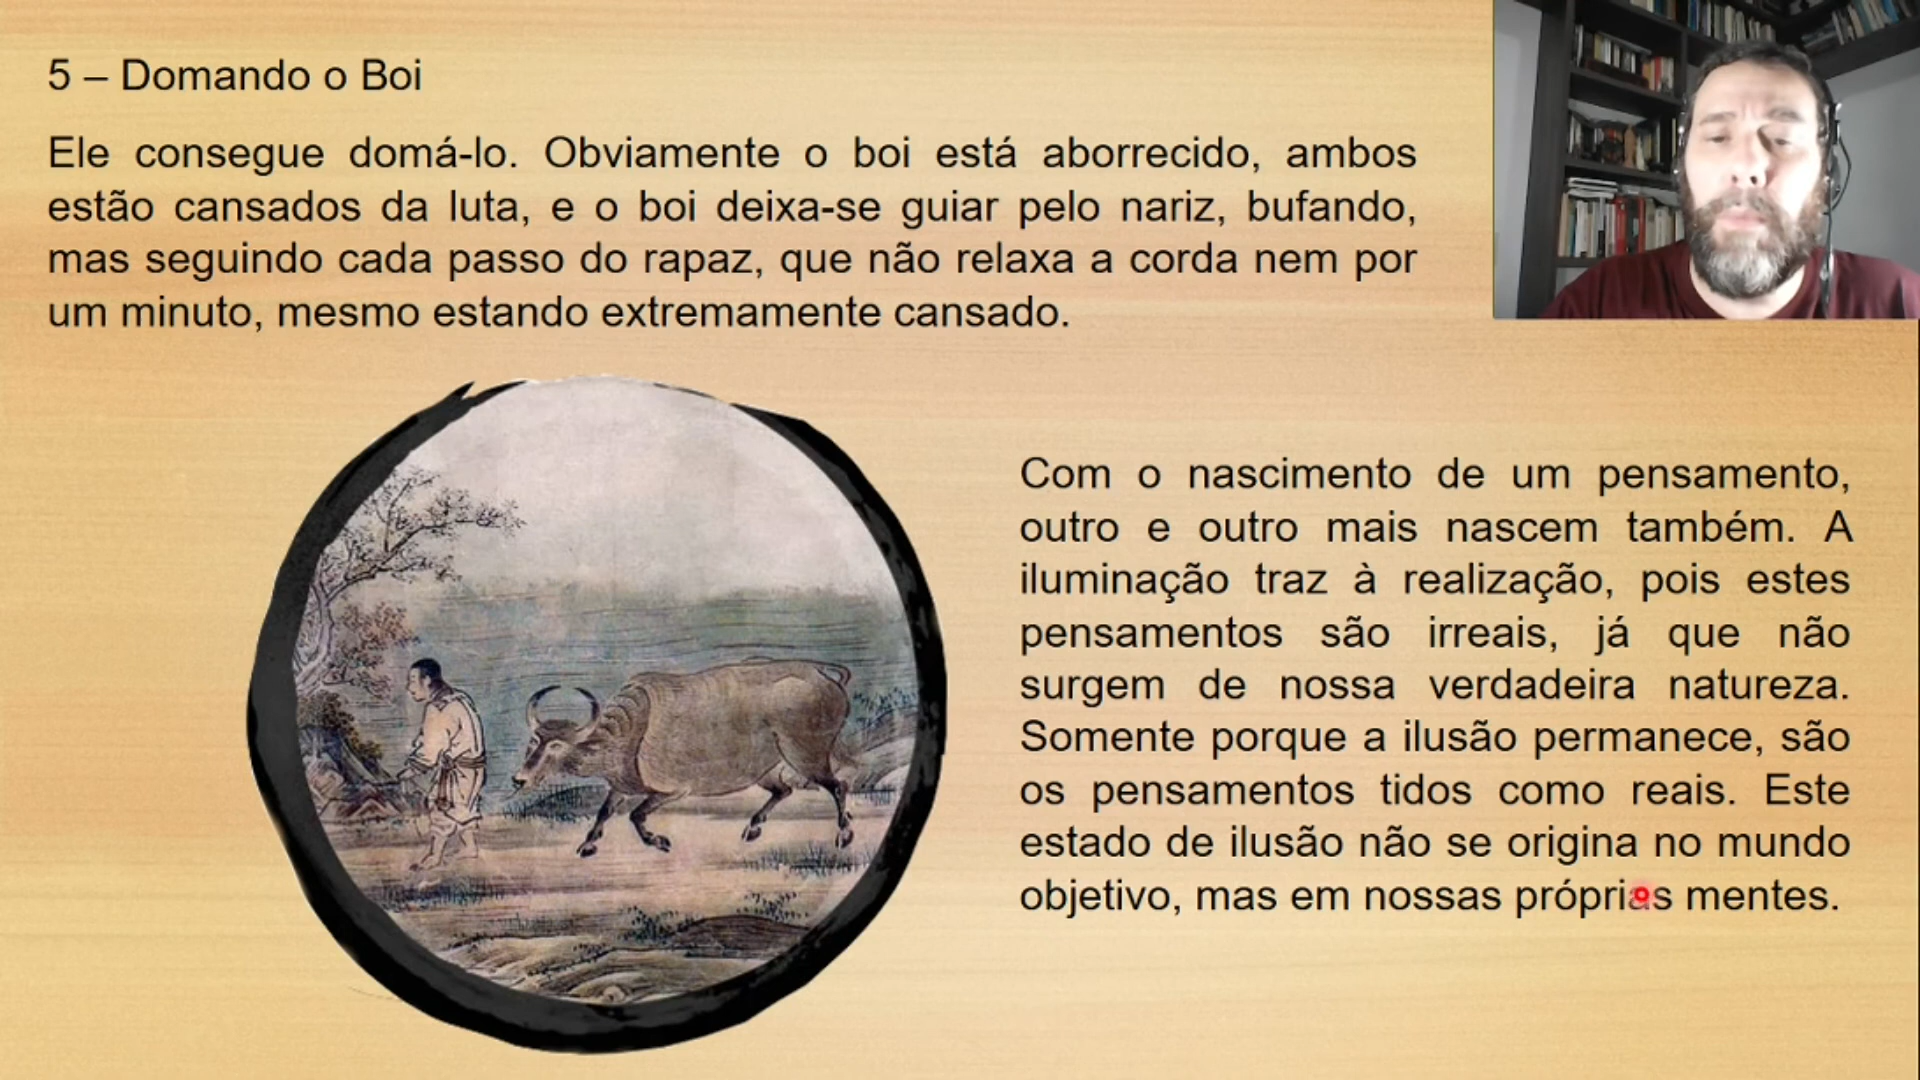 5 – Domando o Boi
Ele consegue domá-lo. Obviamente o boi está aborrecido, ambos
estão cansados da luta, e o boi deixa-se guiar pelo nariz, bufando,
mas seguindo cada passo do rapaz, que não relaxa a corda nem por
um minuto, mesmo estando extremamente cansado.
Com o nascimento de um pensamento,
outro e outro mais nascem também. A
iluminação traz à realização, pois estes
pensamentos são irreais, já que não
surgem de nossa verdadeira natureza.
Somente porque a ilusão permanece, são
os pensamentos tidos como reais. Este
estado de ilusão não se origina no mundo
objetivo, mas em nossas próprias mentes.